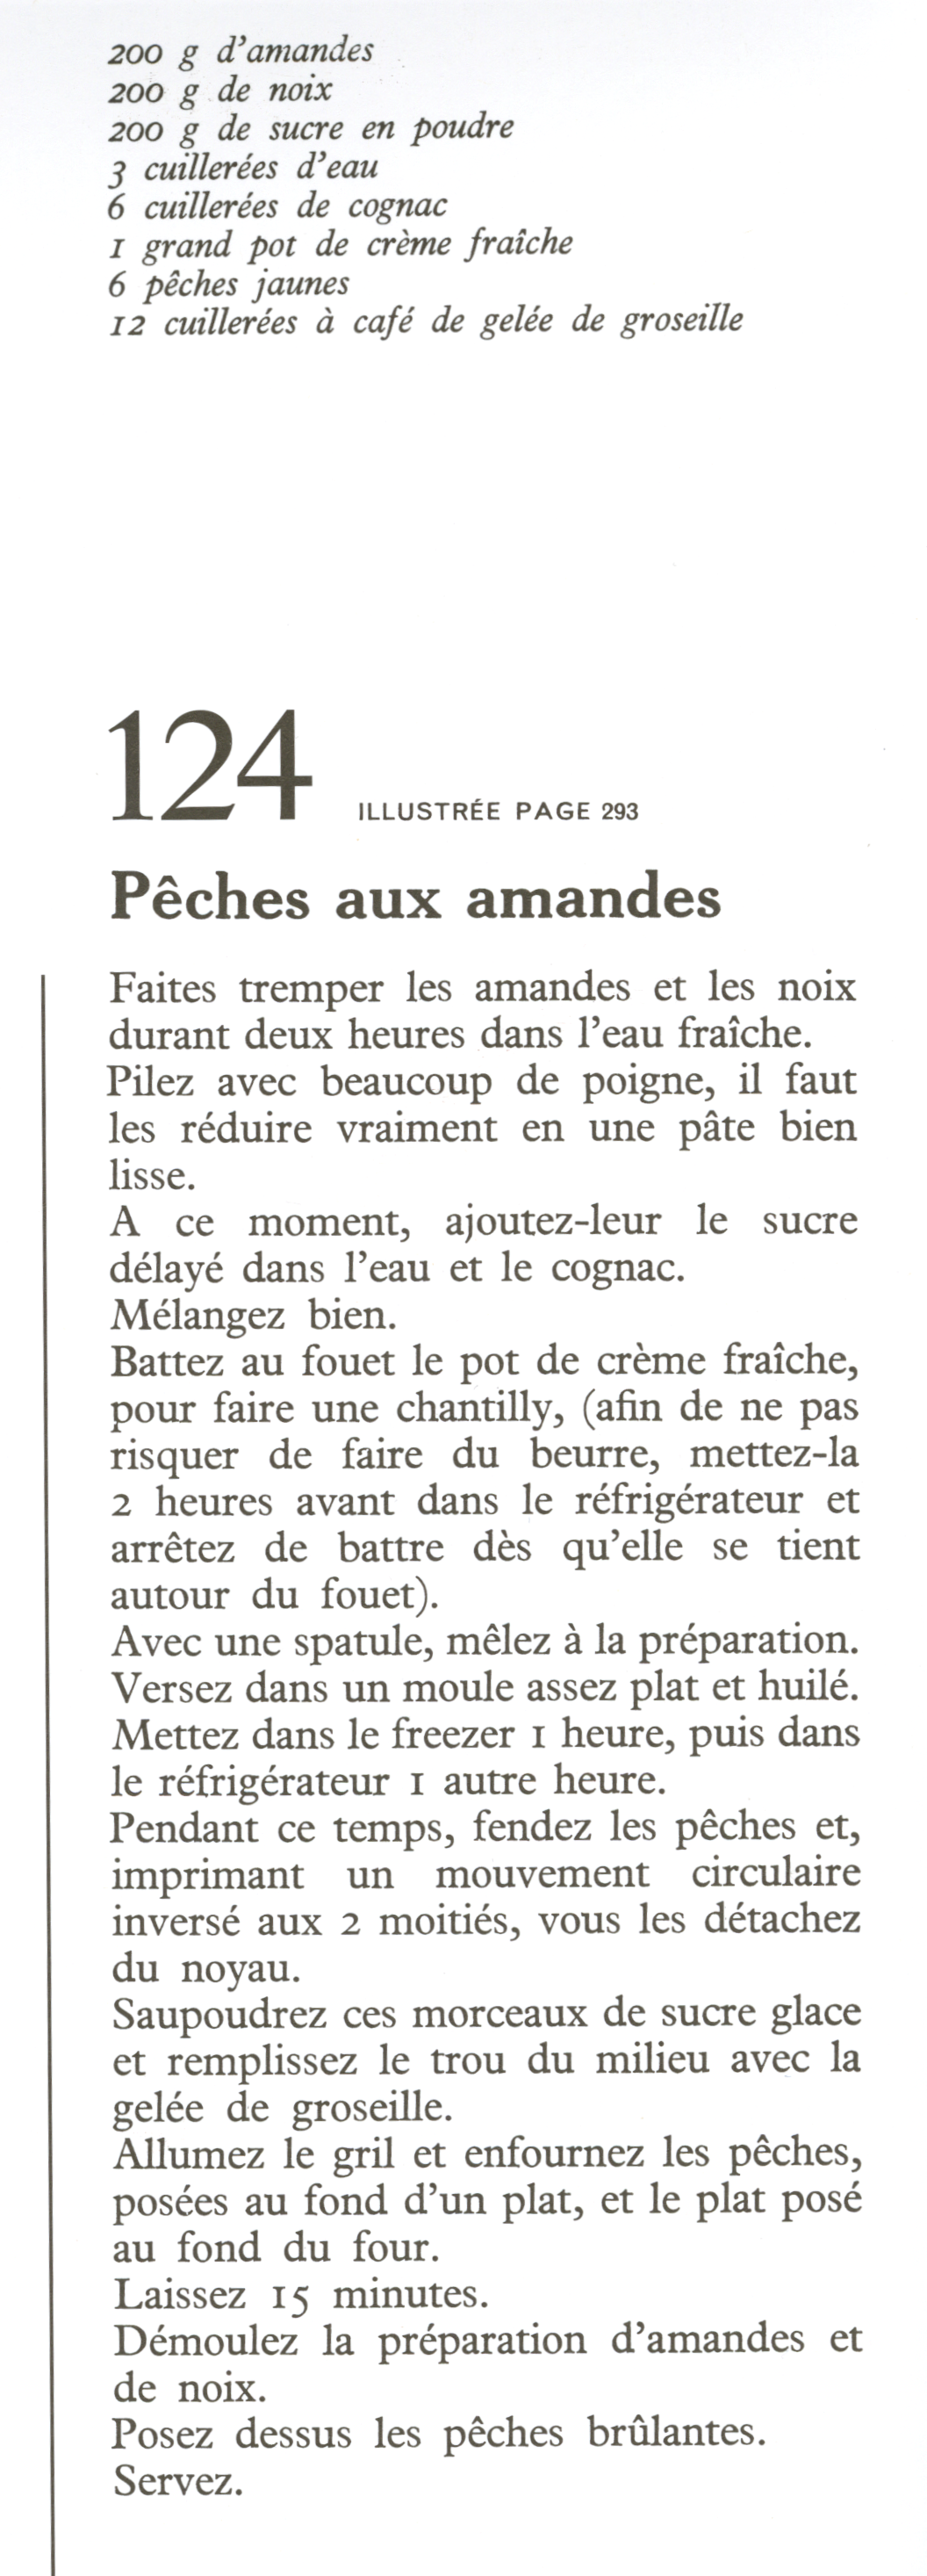 200 g d'amandes
200 g de noix
200 g de sucre en poudre
3 cuillerées d'eau
6 cuillerées de cognac
1 grand pot de crème fraîche
6 pêches jaunes
12 cuillerées à café de gelée de groseille
124 ILLUSTRÉE PAGE 293
Pêches aux amandes
Faites tremper les amandes et les noix
durant deux heures dans l'eau fraîche.
Pilez avec beaucoup de poigne, il faut
les réduire vraiment en une pâte bien
lisse.
A ce moment, ajoutez-leur le sucre
délayé dans l'eau et le cognac.
Mélangez bien.
Battez au fouet le pot de crème fraîche,
pour faire une chantilly, (afin de ne pas
risquer de faire du beurre, mettez-la
2 heures avant dans le réfrigérateur et
arrêtez de battre dès qu'elle se tient
autour du fouet).
Avec une spatule, mêlez à la préparation.
Versez dans un moule assez plat et huilé.
Mettez dans le freezer 1 heure, puis dans
le réfrigérateur 1 autre heure.
Pendant ce temps, fendez les pêches et,
imprimant un mouvement circulaire
inversé aux 2 moitiés, vous les détachez
du noyau.
Saupoudrez ces morceaux de sucre glace
et remplissez le trou du milieu avec la
gelée de groseille.
Allumez le gril et enfournez les pêches,
posées au fond d'un plat, et le plat posé
au fond du four.
Laissez 15 minutes.
Démoulez la préparation d'amandes et
de noix.
Posez dessus les pêches brûlantes.
Servez.